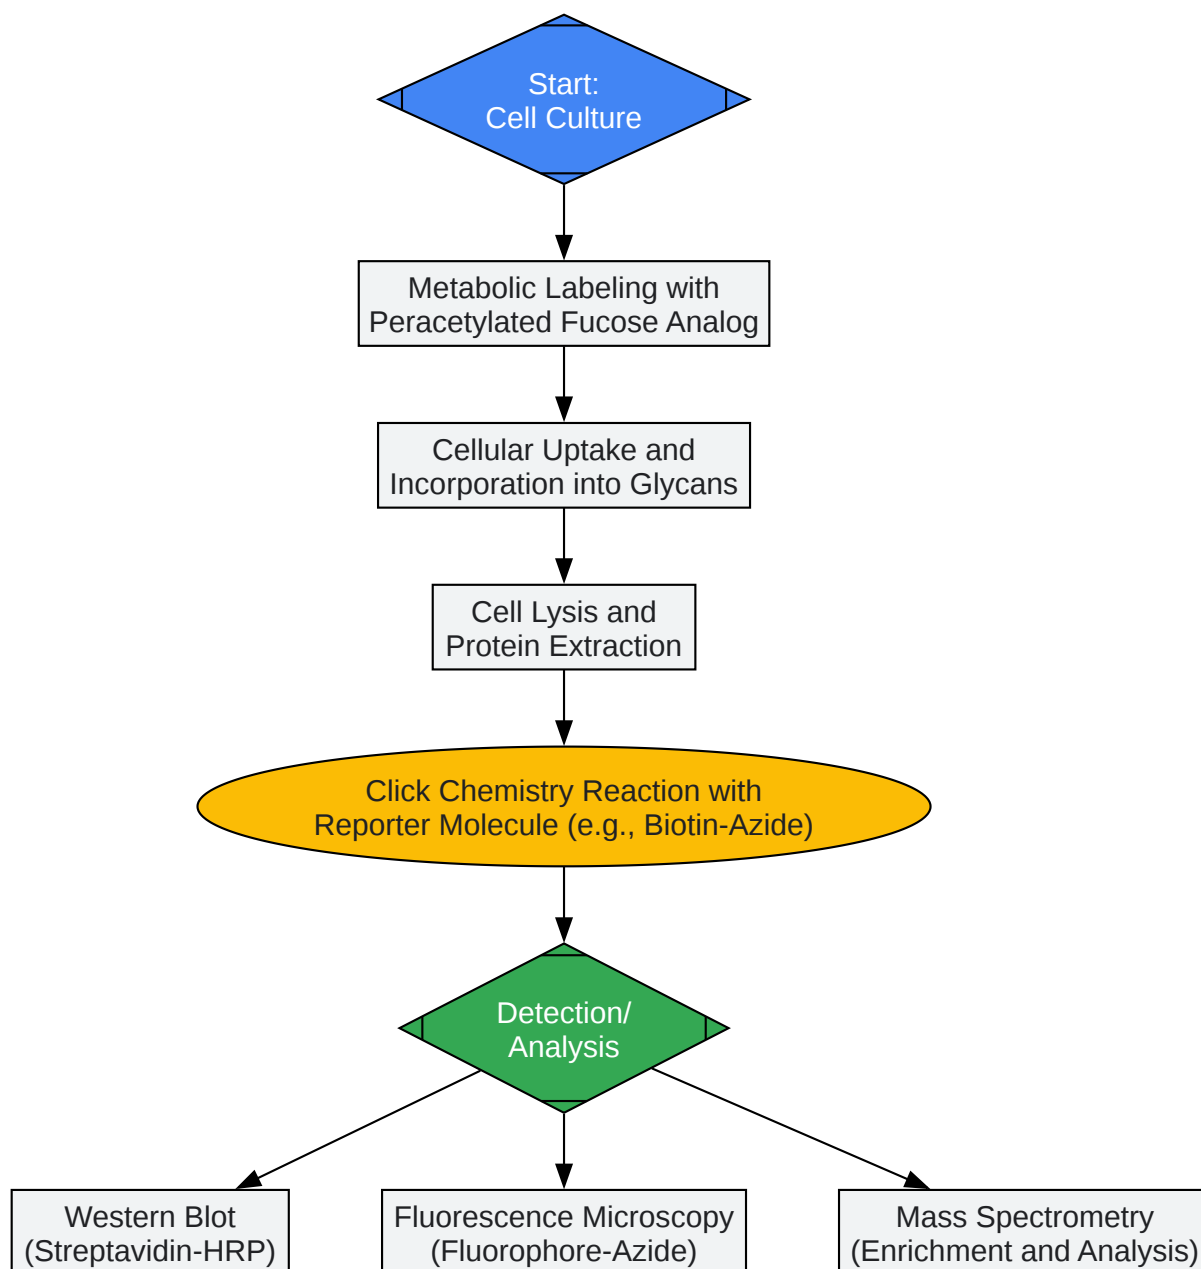 Start:
Cell Culture
Metabolic Labeling with
Peracetylated Fucose Analog
Cellular Uptake and
Incorporation into Glycans
Cell Lysis and
Protein Extraction
Click Chemistry Reaction with
Reporter Molecule (e.g., Biotin-Azide)
Detection/
Analysis
Western Blot
(Streptavidin-HRP)
Fluorescence Microscopy
(Fluorophore-Azide)
Mass Spectrometry
(Enrichment and Analysis)